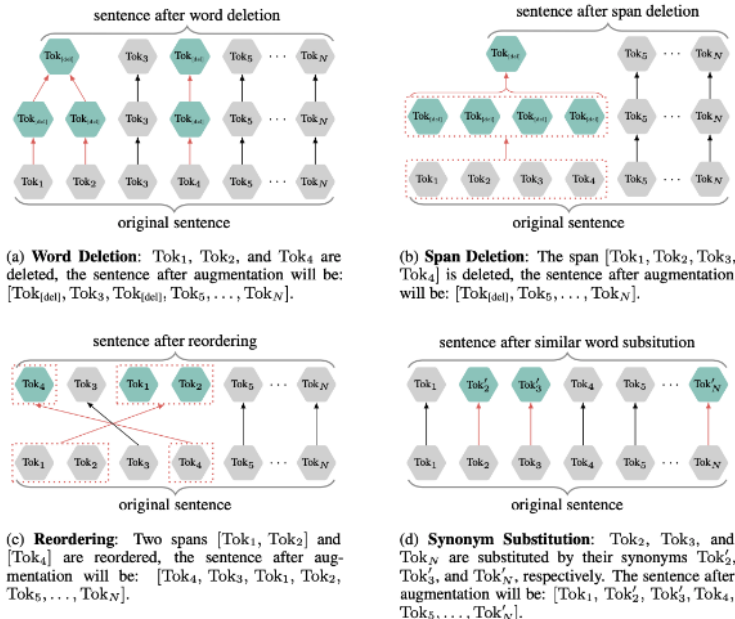 sentence after word deletion
Tok[del] Tok3 Tok[del] Tok5 ··· TokN
Tok[del] Tok[del] Tok3 Tok[del] Tok5 ··· TokN
Tok1 Tok2 Tok3 Tok4 Tok5 ··· TokN
original sentence
(a) Word Deletion: Tok1, Tok2, and Tok4 are
deleted, the sentence after augmentation will be:
[Tok[del], Tok3, Tok[del], Tok5, . . . , TokN].
sentence after span deletion
Tok[del] Tok5 ··· TokN
Tok[del] Tok[del] Tok[del] Tok[del] Tok5 ··· TokN
Tok1 Tok2 Tok3 Tok4 Tok5 ··· TokN
original sentence
(b) Span Deletion: The span [Tok1, Tok2, Tok3,
Tok4] is deleted, the sentence after augmentation
will be: [Tok[del], Tok5, . . . , TokN].
sentence after reordering
Tok4 Tok3 Tok1 Tok2 Tok5 ··· TokN
Tok1 Tok2 Tok3 Tok4 Tok5 ··· TokN
original sentence
(c) Reordering: Two spans [Tok1, Tok2] and
[Tok4] are reordered, the sentence after aug-
mentation will be: [Tok4, Tok3, Tok1, Tok2,
Tok5, . . . , TokN].
sentence after similar word subsitution
Tok1 Tok′2 Tok′3 Tok4 Tok5 ··· Tok′N
Tok1 Tok2 Tok3 Tok4 Tok5 ··· TokN
original sentence
(d) Synonym Substitution: Tok2, Tok3, and
TokN are substituted by their synonyms Tok′2,
Tok′3, and Tok′N, respectively. The sentence after
augmentation will be: [Tok1, Tok′2, Tok′3, Tok4,
Tok5, . . . , Tok′N].